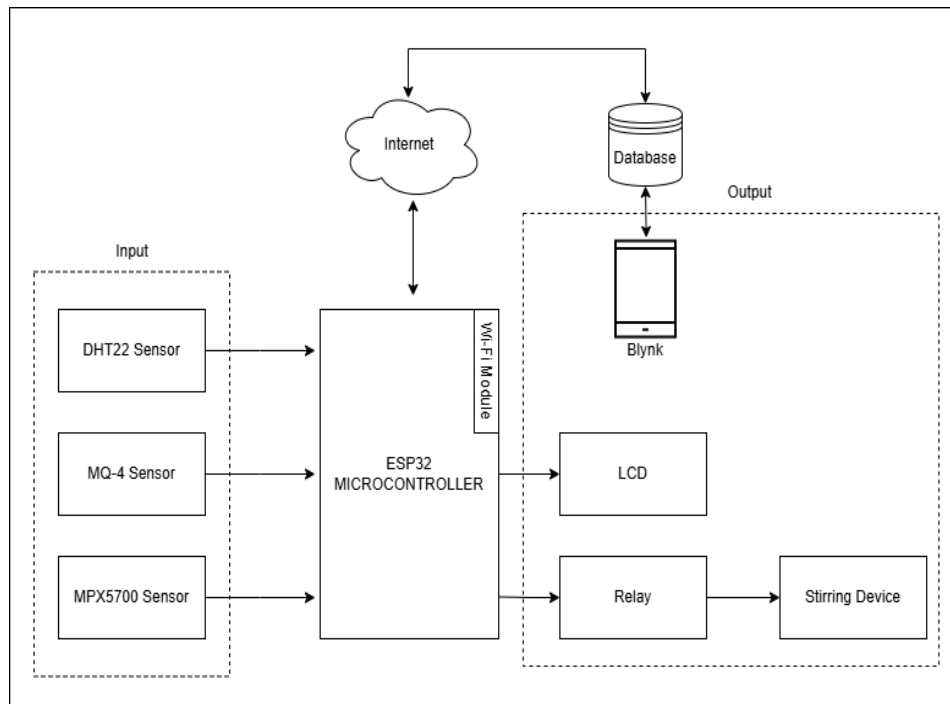 Internet
Database
Output
Input
Blynk
DHT22 Sensor
Wi-Fi Module
MQ-4 Sensor
ESP32
MICROCONTROLLER
LCD
MPX5700 Sensor
Relay
Stirring Device